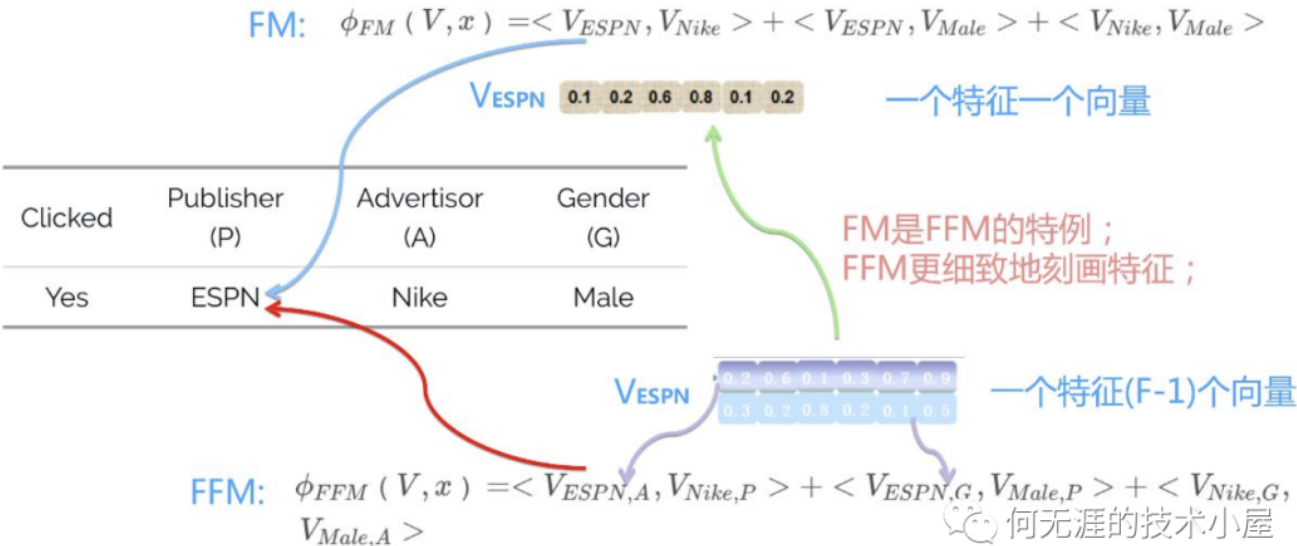 FM: ϕ_FM (V, x) =< V_ESPN, V_Nike > + < V_ESPN, V_Male > + < V_Nike, V_Male >
V_ESPN 0.1 0.2 0.6 0.8 0.1 0.2 一个特征一个向量
Clicked Publisher (P) Advertisor (A) Gender (G)
Yes ESPN Nike Male
FM是FFM的特例；
FFM更细致地刻画特征；
V_ESPN 0.2 0.6 0.1 0.3 0.7 0.9 一个特征(F-1)个向量
0.3 0.2 0.8 0.2 0.1 0.5
FFM: ϕ_FFM (V, x) =< V_ESPN,A, V_Nike,P > + < V_ESPN,G, V_Male,P > + < V_Nike,G,
V_Male,A >
何无涯的技术小屋